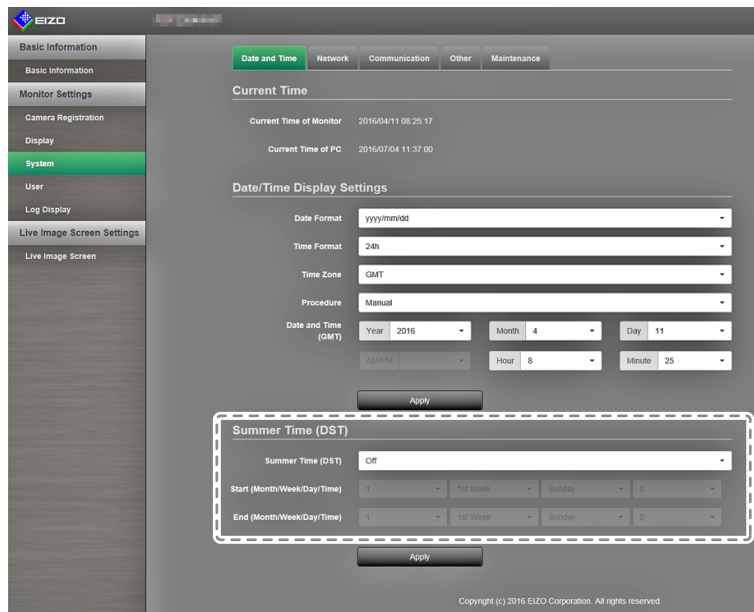 EIZO
Basic Information
Basic Information
Monitor Settings
Camera Registration
Display
System
User
Log Display
Live Image Screen Settings
Live Image Screen
Date and Time Network Communication Other Maintenance
Current Time
Current Time of Monitor 2016/04/11 08:25:17
Current Time of PC 2016/07/04 11:37:00
Date/Time Display Settings
Date Format yyyy/mm/dd
Time Format 24h
Time Zone GMT
Procedure Manual
Date and Time (GMT) Year 2016 Month 4 Day 11
AM/PM Hour 8 Minute 25
Apply
Summer Time (DST)
Summer Time (DST) Off
Start (Month/Week/Day/Time) 1 1st Week Sunday 0
End (Month/Week/Day/Time) 1 1st Week Sunday 0
Apply
Copyright (c) 2016 EIZO Corporation. All rights reserved.